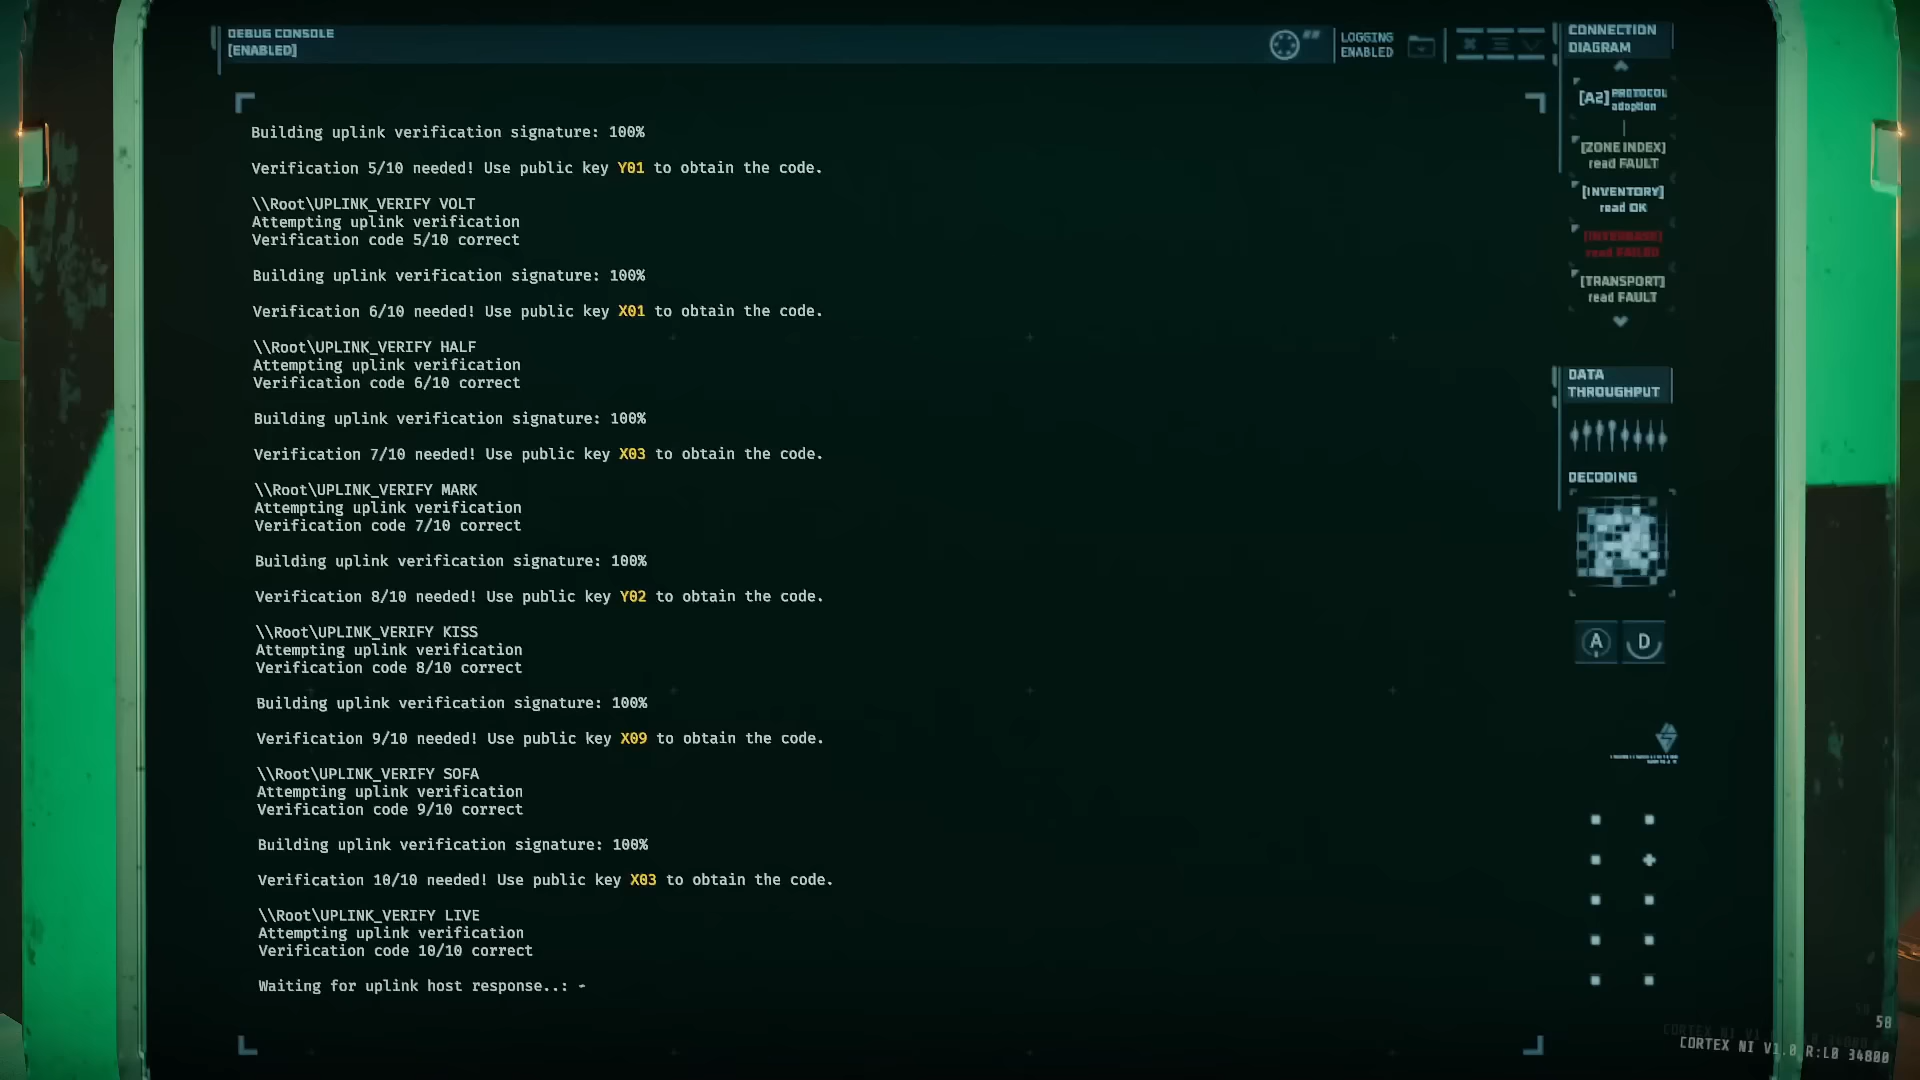 DEBUG CONSOLE
[ENABLED]
LOGGING
ENABLED
Building uplink verification signature: 100%
Verification 5/10 needed! Use public key Y01 to obtain the code.
\\Root\UPLINK_VERIFY VOLT
Attempting uplink verification
Verification code 5/10 correct
Building uplink verification signature: 100%
Verification 6/10 needed! Use public key X01 to obtain the code.
\\Root\UPLINK_VERIFY HALF
Attempting uplink verification
Verification code 6/10 correct
Building uplink verification signature: 100%
Verification 7/10 needed! Use public key X03 to obtain the code.
\\Root\UPLINK_VERIFY MARK
Attempting uplink verification
Verification code 7/10 correct
Building uplink verification signature: 100%
Verification 8/10 needed! Use public key Y02 to obtain the code.
\\Root\UPLINK_VERIFY KISS
Attempting uplink verification
Verification code 8/10 correct
Building uplink verification signature: 100%
Verification 9/10 needed! Use public key X09 to obtain the code.
\\Root\UPLINK_VERIFY SOFA
Attempting uplink verification
Verification code 9/10 correct
Building uplink verification signature: 100%
Verification 10/10 needed! Use public key X03 to obtain the code.
\\Root\UPLINK_VERIFY LIVE
Attempting uplink verification
Verification code 10/10 correct
Waiting for uplink host response..: -
CONNECTION
DIAGRAM
[A2] PROTOCOL
adoption
[ZONE INDEX]
read FAULT
[INVENTORY]
read OK
read FAILED
[TRANSPORT]
read FAULT
DATA
THROUGHPUT
DECODING
A D
58
CORTEX NI V1.0 R:L0 34800